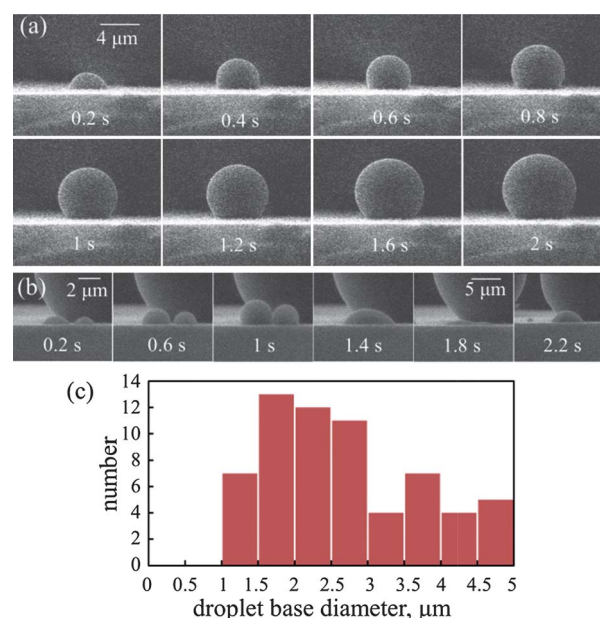 (a)
4 μm
0.2 s
0.4 s
0.6 s
0.8 s
1 s
1.2 s
1.6 s
2 s
(b)
2 μm
5 μm
0.2 s
0.6 s
1 s
1.4 s
1.8 s
2.2 s
(c)
14
12
10
8
6
4
2
0
number
0 0.5 1 1.5 2 2.5 3 3.5 4 4.5 5
droplet base diameter, μm